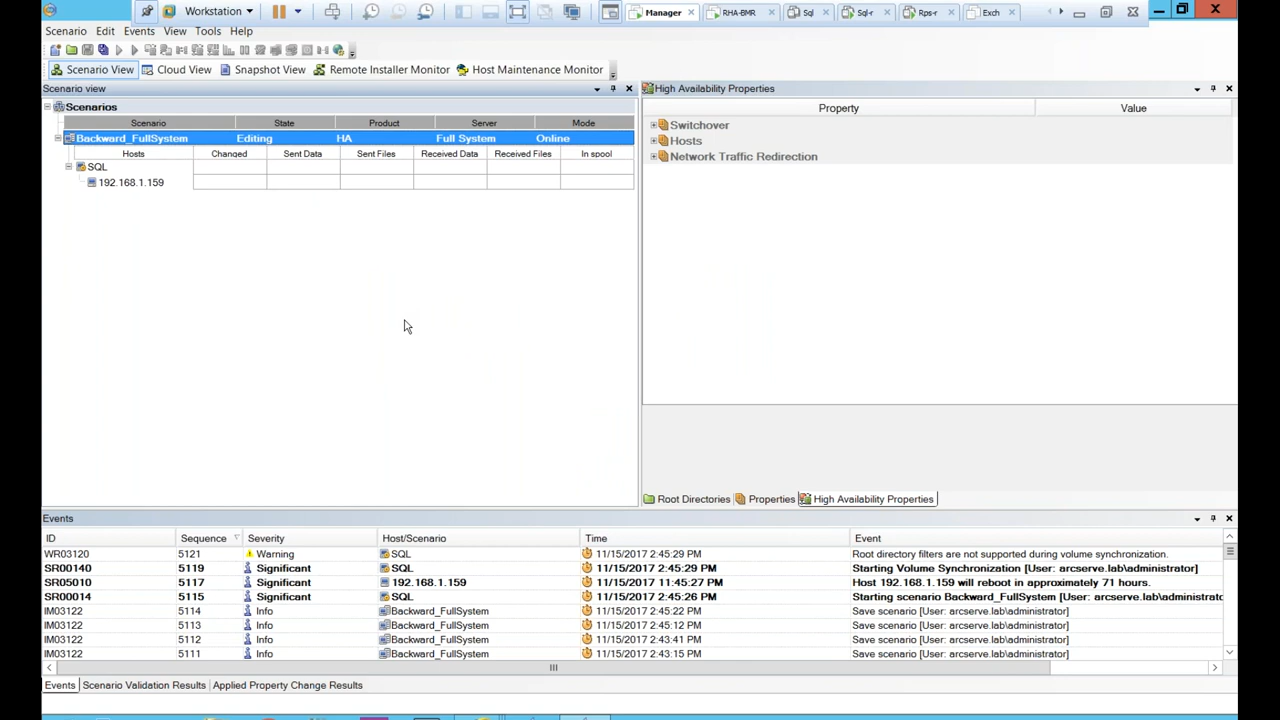 Workstation Manager RHA-BMR Sql Sql-r Rps-r Exch
Scenario Edit Events View Tools Help
Scenario View Cloud View Snapshot View Remote Installer Monitor Host Maintenance Monitor
Scenario view
Scenarios
Scenario State Product Server Mode
Backward_FullSystem Editing HA Full System Online
Hosts Changed Sent Data Sent Files Received Data Received Files In spool
SQL
192.168.1.159
High Availability Properties
Property Value
Switchover
Hosts
Network Traffic Redirection
Root Directories Properties High Availability Properties
Events
ID Sequence Severity Host/Scenario Time Event
WR03120 5121 Warning SQL 11/15/2017 2:45:29 PM Root directory filters are not supported during volume synchronization.
SR00140 5119 Significant SQL 11/15/2017 2:45:29 PM Starting Volume Synchronization [User: arcserve.lab\administrator]
SR05010 5117 Significant 192.168.1.159 11/15/2017 11:45:27 PM Host 192.168.1.159 will reboot in approximately 71 hours.
SR00014 5115 Significant SQL 11/15/2017 2:45:26 PM Starting scenario Backward_FullSystem [User: arcserve.lab\administrato
IM03122 5114 Info Backward_FullSystem 11/15/2017 2:45:22 PM Save scenario [User: arcserve.lab\administrator]
IM03122 5113 Info Backward_FullSystem 11/15/2017 2:45:12 PM Save scenario [User: arcserve.lab\administrator]
IM03122 5112 Info Backward_FullSystem 11/15/2017 2:43:41 PM Save scenario [User: arcserve.lab\administrator]
IM03122 5111 Info Backward_FullSystem 11/15/2017 2:43:15 PM Save scenario [User: arcserve.lab\administrator]
Events Scenario Validation Results Applied Property Change Results